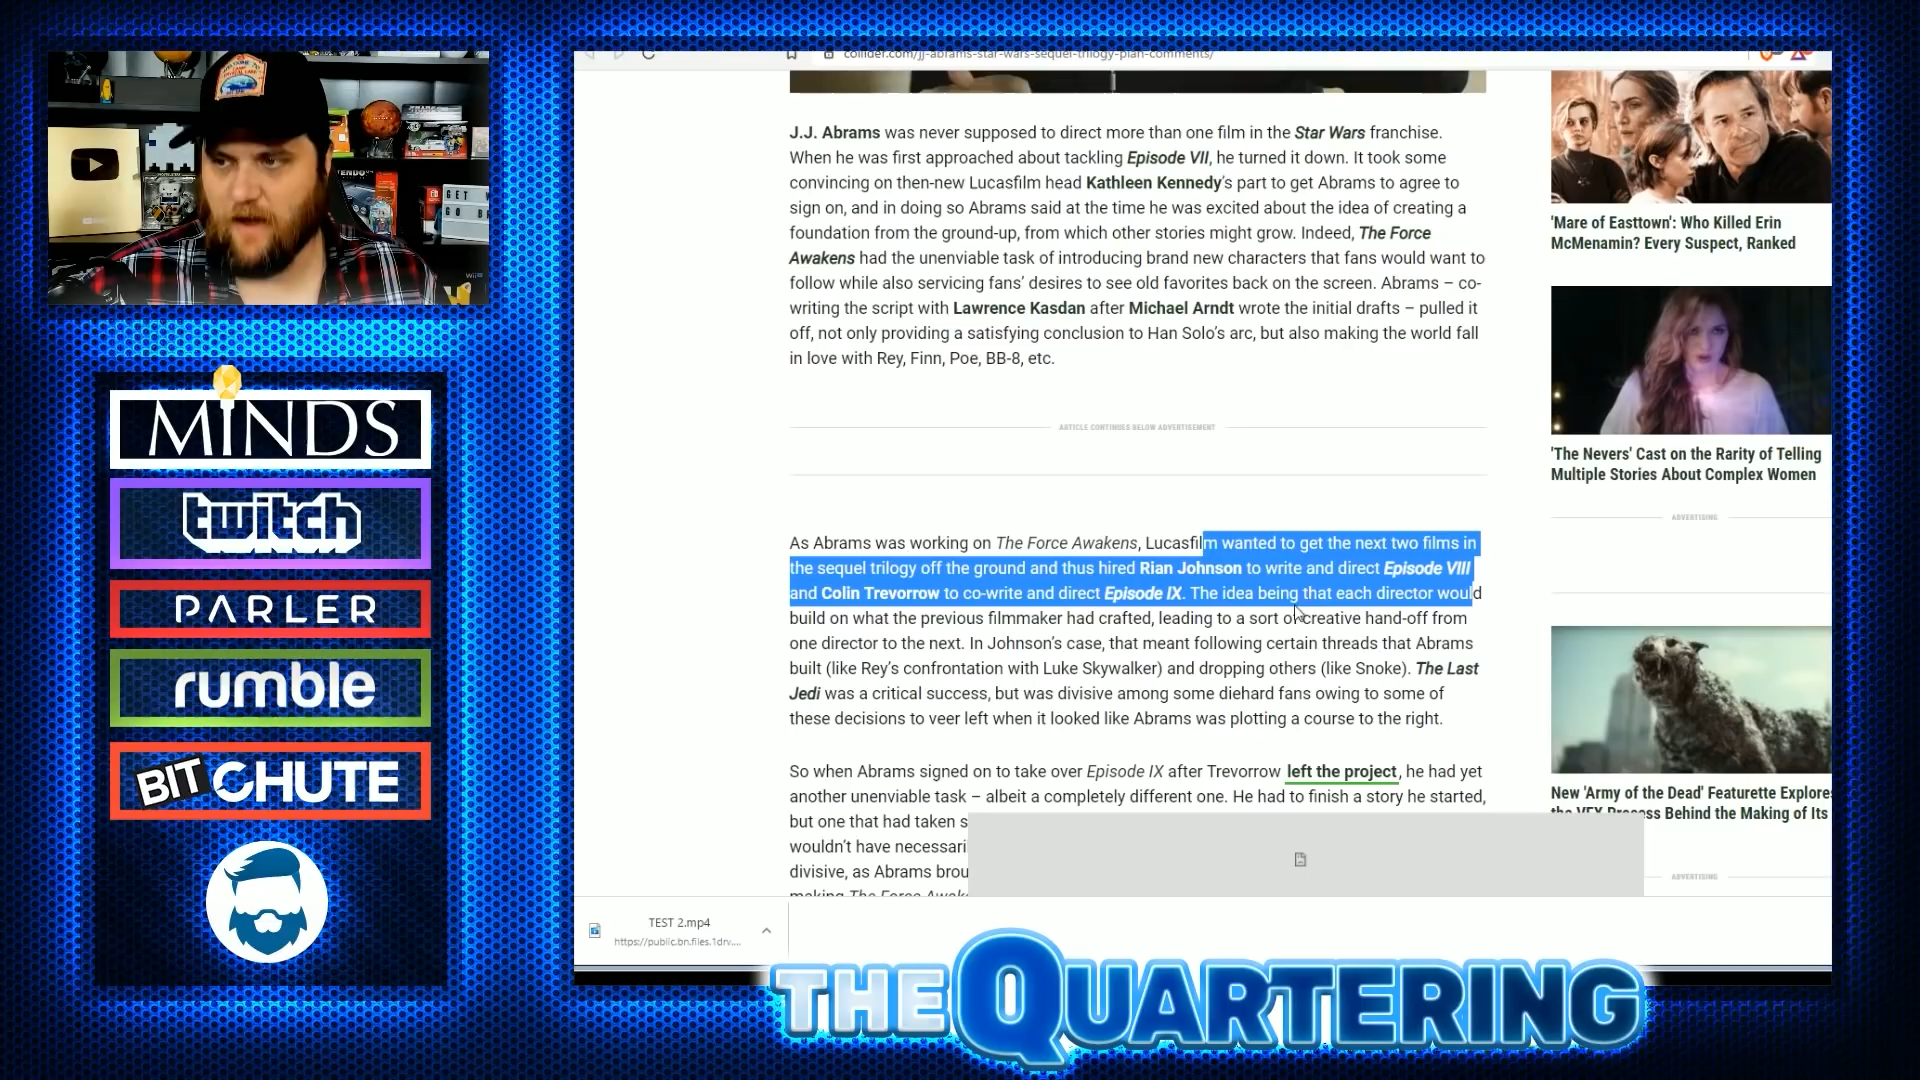 collider.com/jj-abrams-star-wars-sequel-trilogy-plan-comments/
J.J. Abrams was never supposed to direct more than one film in the Star Wars franchise.
When he was first approached about tackling Episode VII, he turned it down. It took some
convincing on then-new Lucasfilm head Kathleen Kennedy's part to get Abrams to agree to
sign on, and in doing so Abrams said at the time he was excited about the idea of creating a
foundation from the ground-up, from which other stories might grow. Indeed, The Force
Awakens had the unenviable task of introducing brand new characters that fans would want to
follow while also servicing fans' desires to see old favorites back on the screen. Abrams – co-
writing the script with Lawrence Kasdan after Michael Arndt wrote the initial drafts – pulled it
off, not only providing a satisfying conclusion to Han Solo's arc, but also making the world fall
in love with Rey, Finn, Poe, BB-8, etc.
ARTICLE CONTINUES BELOW ADVERTISEMENT
As Abrams was working on The Force Awakens, Lucasfilm wanted to get the next two films in
the sequel trilogy off the ground and thus hired Rian Johnson to write and direct Episode VIII
and Colin Trevorrow to co-write and direct Episode IX. The idea being that each director would
build on what the previous filmmaker had crafted, leading to a sort of creative hand-off from
one director to the next. In Johnson's case, that meant following certain threads that Abrams
built (like Rey's confrontation with Luke Skywalker) and dropping others (like Snoke). The Last
Jedi was a critical success, but was divisive among some diehard fans owing to some of
these decisions to veer left when it looked like Abrams was plotting a course to the right.
So when Abrams signed on to take over Episode IX after Trevorrow left the project, he had yet
another unenviable task – albeit a completely different one. He had to finish a story he started,
but one that had taken s
wouldn't have necessari
divisive, as Abrams brou
making The Force Awak
'Mare of Easttown': Who Killed Erin
McMenamin? Every Suspect, Ranked
'The Nevers' Cast on the Rarity of Telling
Multiple Stories About Complex Women
ADVERTISING
New 'Army of the Dead' Featurette Explore
the VFX Process Behind the Making of Its
ADVERTISING
GET W
GO BR
MINDS
twitch
PARLER
rumble
BITCHUTE
TEST 2.mp4
https://public.bn.files.1drv....
THE QUARTERING